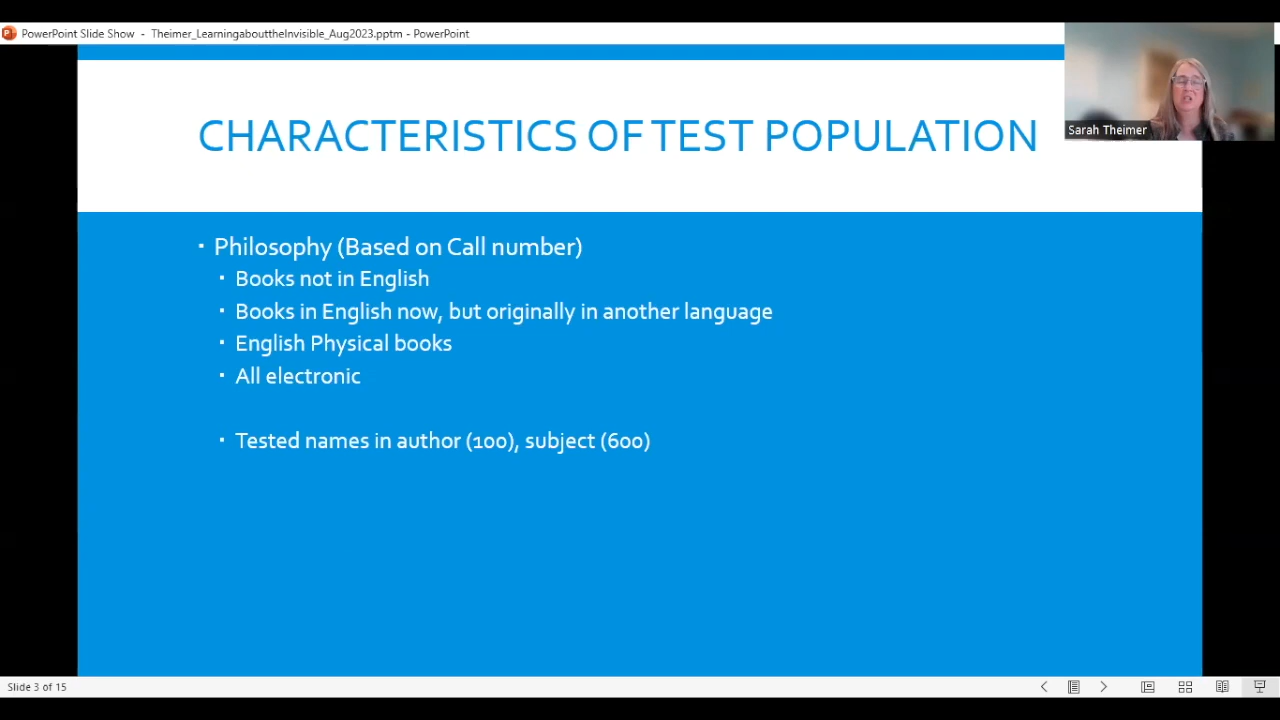 PowerPoint Slide Show - Theimer_LearningabouttheInvisible_Aug2023.pptm - PowerPoint
Sarah Theimer
CHARACTERISTICS OF TEST POPULATION
▪ Philosophy (Based on Call number)
▪ Books not in English
▪ Books in English now, but originally in another language
▪ English Physical books
▪ All electronic
▪ Tested names in author (100), subject (600)
Slide 3 of 15